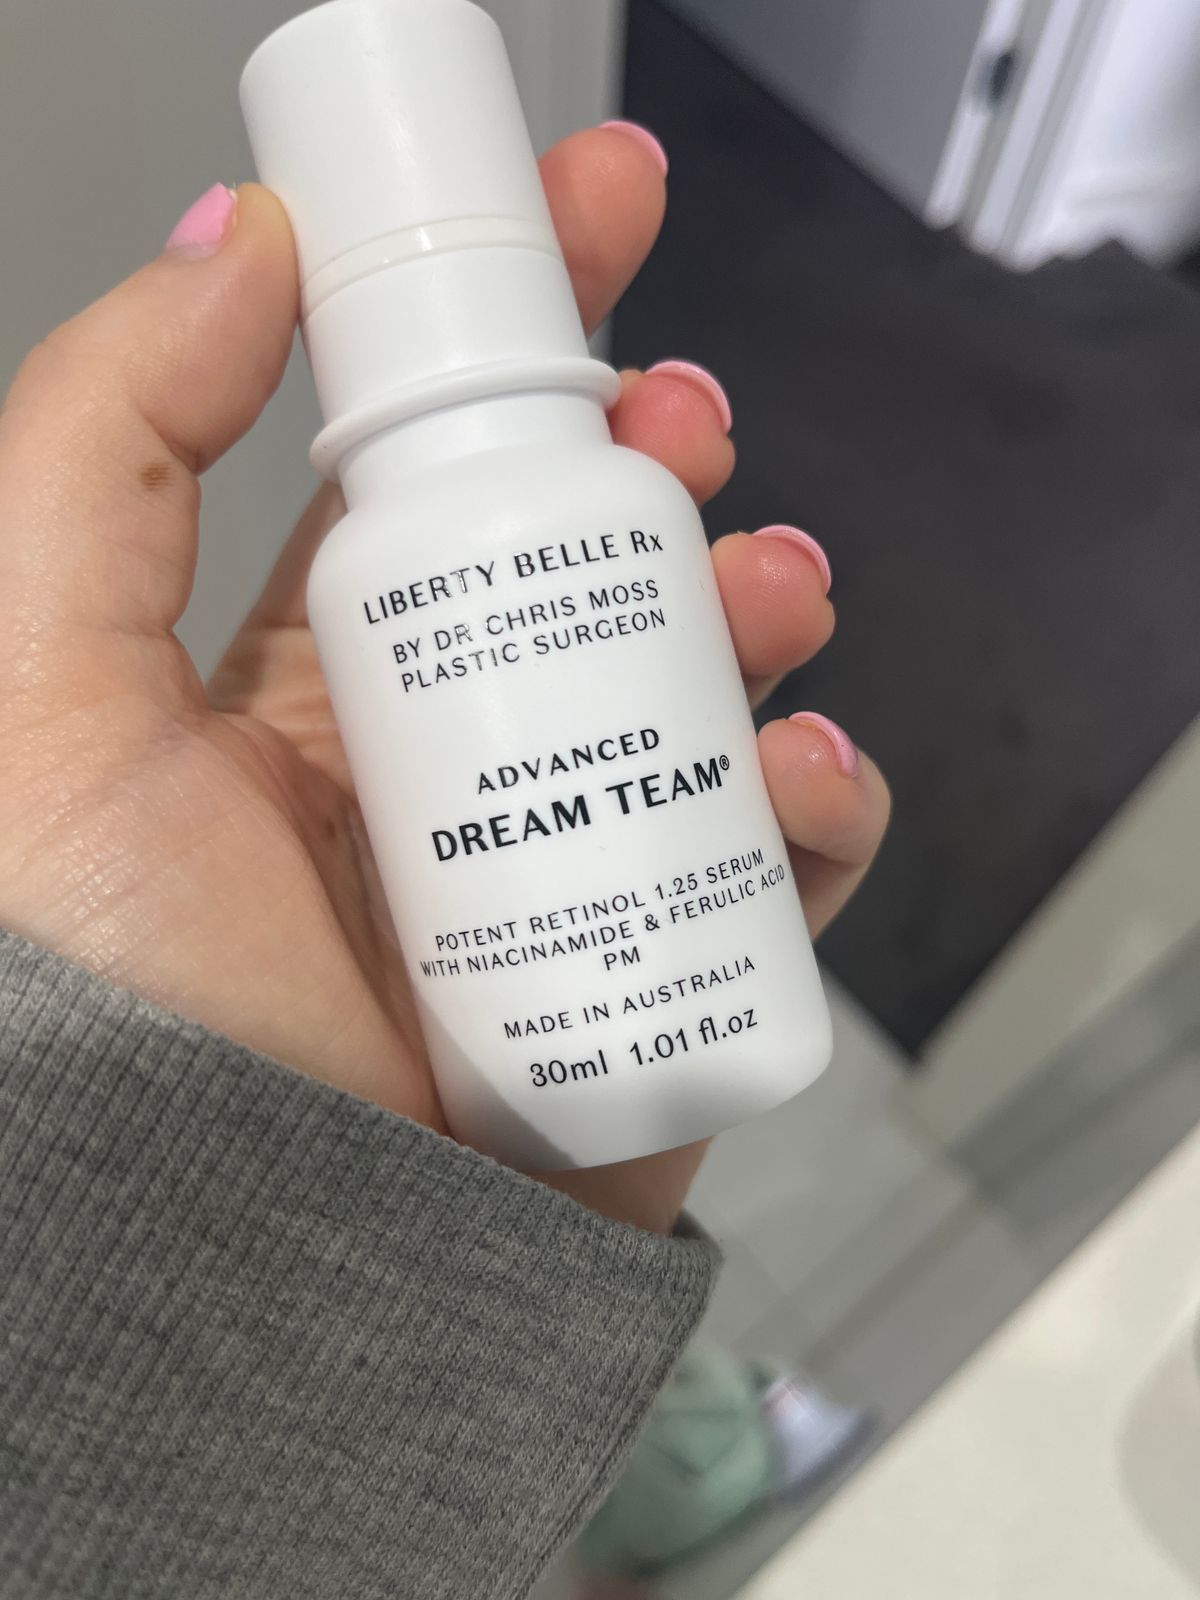 LIBERTY BELLE Rx
BY DR CHRIS MOSS
PLASTIC SURGEON
ADVANCED
DREAM TEAM®
POTENT RETINOL 1.25 SERUM
WITH NIACINAMIDE & FERULIC ACID
PM
MADE IN AUSTRALIA
30ml 1.01 fl.oz